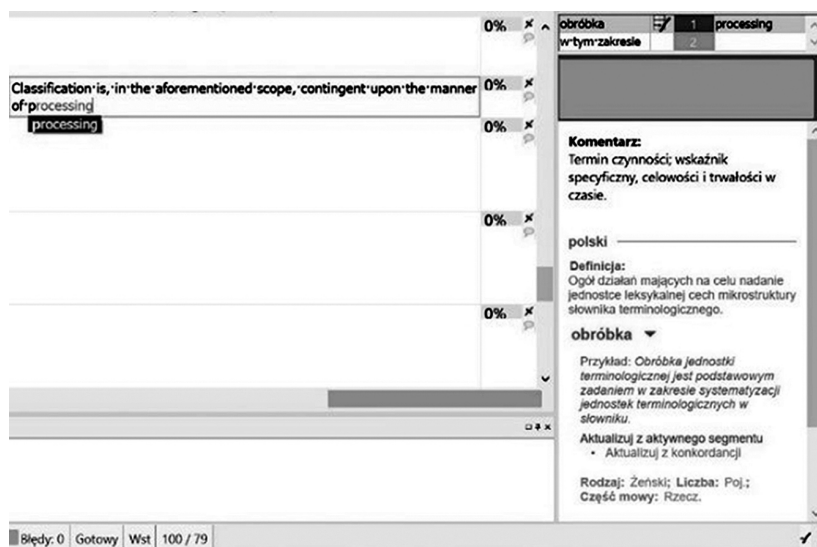 0%
Classification is, in the aforementioned scope, contingent upon the manner
of processing
0%
processing
0%
0%
0%
obróbka 1 processing
w tym zakresie 2
Komentarz:
Termin czynności; wskaźnik
specyficzny, celowości i trwałości w
czasie.
polski
Definicja:
Ogół działań mających na celu nadanie
jednostce leksykalnej cech mikrostruktury
słownika terminologicznego.
obróbka
Przykład: Obróbka jednostki
terminologicznej jest podstawowym
zadaniem w zakresie systematyzacji
jednostek terminologicznych w
słowniku.
Aktualizuj z aktywnego segmentu
• Aktualizuj z konkordancji
Rodzaj: Żeński; Liczba: Poj.;
Część mowy: Rzecz.
Błędy: 0 Gotowy Wst 100 / 79